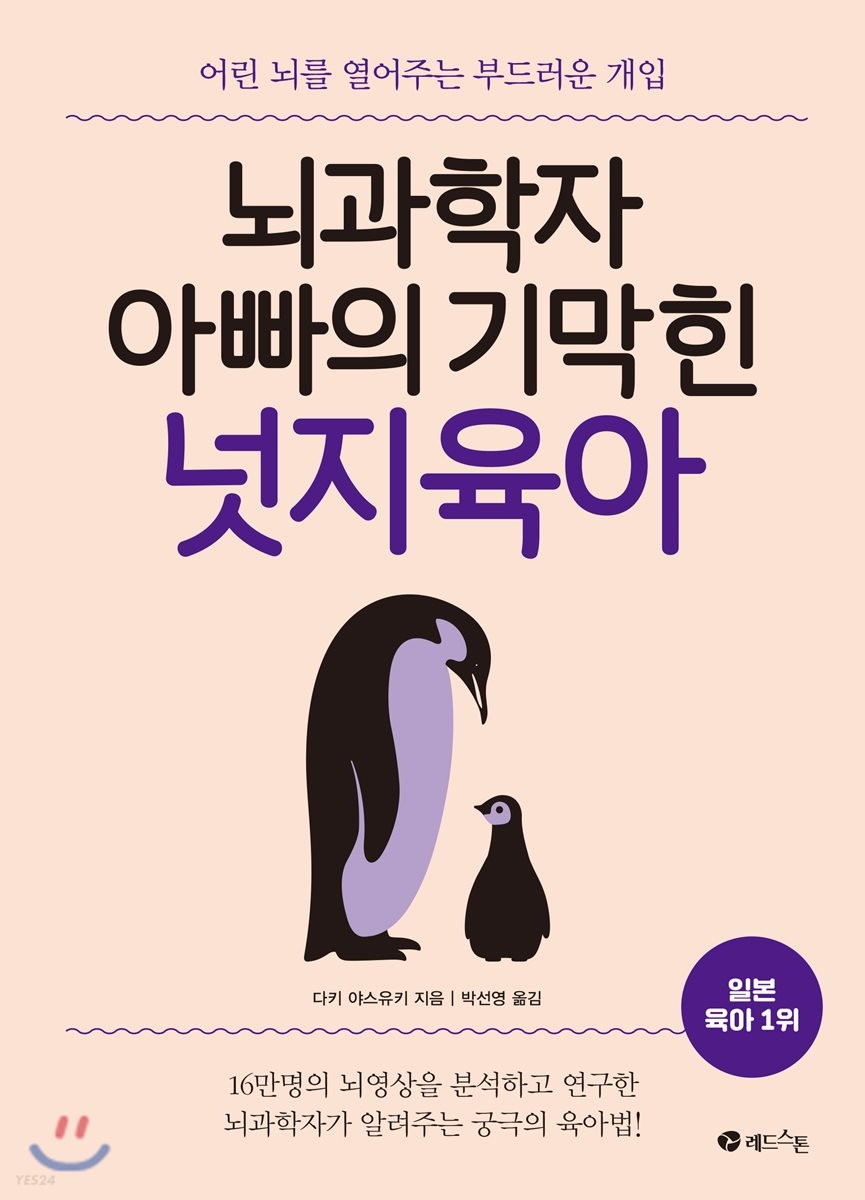 어린 뇌를 열어주는 부드러운 개입
뇌과학자
아빠의 기막힌
넛지육아
다키 야스유키 지음 | 박선영 옮김
일본
육아 1위
16만명의 뇌영상을 분석하고 연구한
뇌과학자가 알려주는 궁극의 육아법!
레드스톤
YES24